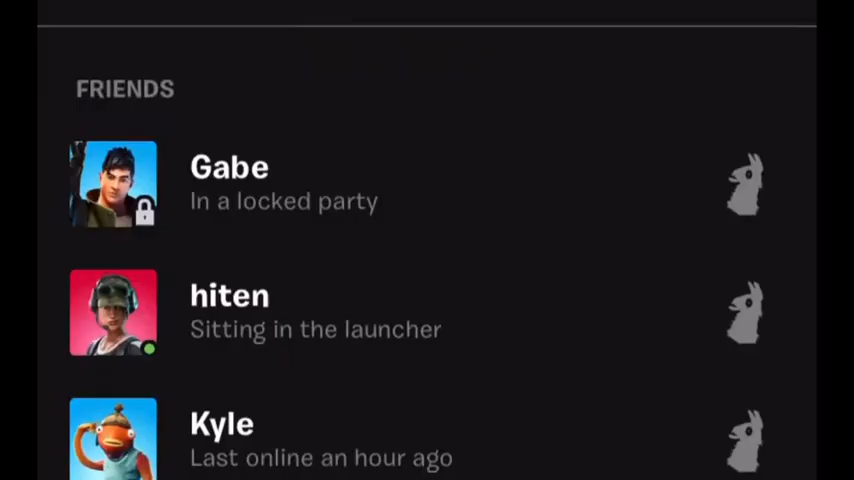 FRIENDS
Gabe
In a locked party
hiten
Sitting in the launcher
Kyle
Last online an hour ago